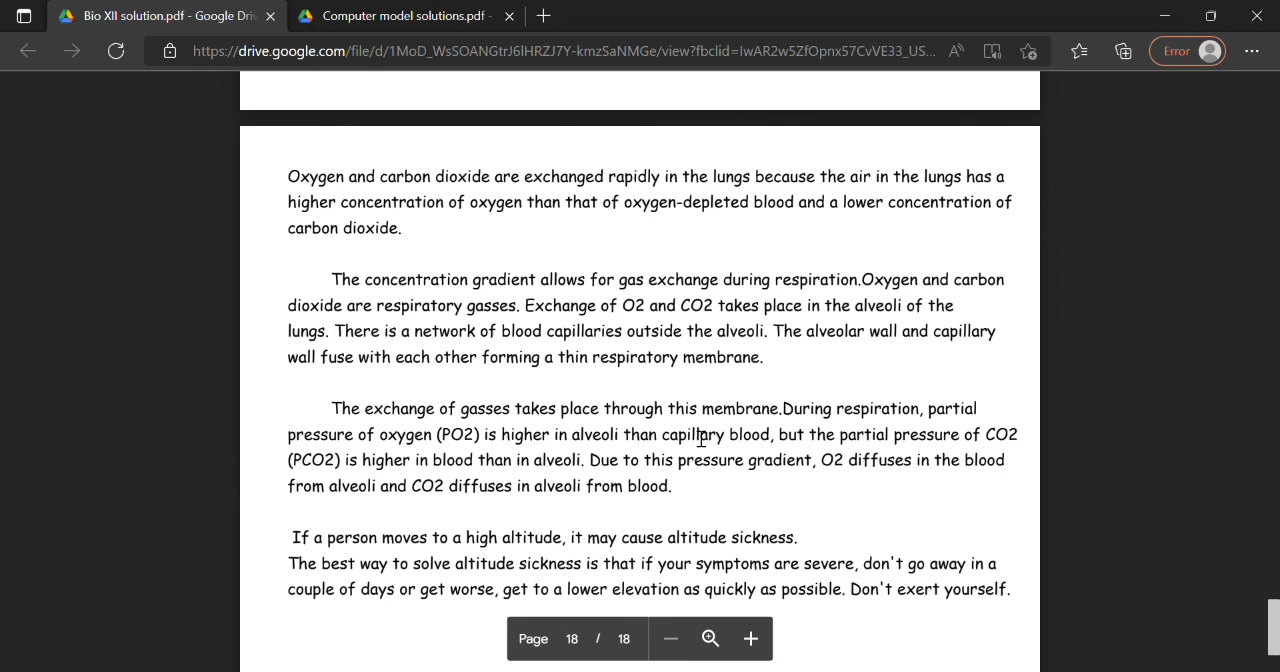 Bio XII solution.pdf - Google Driv
Computer model solutions.pdf -
https://drive.google.com/file/d/1MoD_WsSOANGtrJ6lHRZJ7Y-kmzSaNMGe/view?fbclid=IwAR2w5ZfOpnx57CvVE33_US...
Error
Oxygen and carbon dioxide are exchanged rapidly in the lungs because the air in the lungs has a
higher concentration of oxygen than that of oxygen-depleted blood and a lower concentration of
carbon dioxide.
The concentration gradient allows for gas exchange during respiration.Oxygen and carbon
dioxide are respiratory gasses. Exchange of O2 and CO2 takes place in the alveoli of the
lungs. There is a network of blood capillaries outside the alveoli. The alveolar wall and capillary
wall fuse with each other forming a thin respiratory membrane.
The exchange of gasses takes place through this membrane.During respiration, partial
pressure of oxygen (PO2) is higher in alveoli than capillary blood, but the partial pressure of CO2
(PCO2) is higher in blood than in alveoli. Due to this pressure gradient, O2 diffuses in the blood
from alveoli and CO2 diffuses in alveoli from blood.
If a person moves to a high altitude, it may cause altitude sickness.
The best way to solve altitude sickness is that if your symptoms are severe, don't go away in a
couple of days or get worse, get to a lower elevation as quickly as possible. Don't exert yourself.
Page 18 / 18